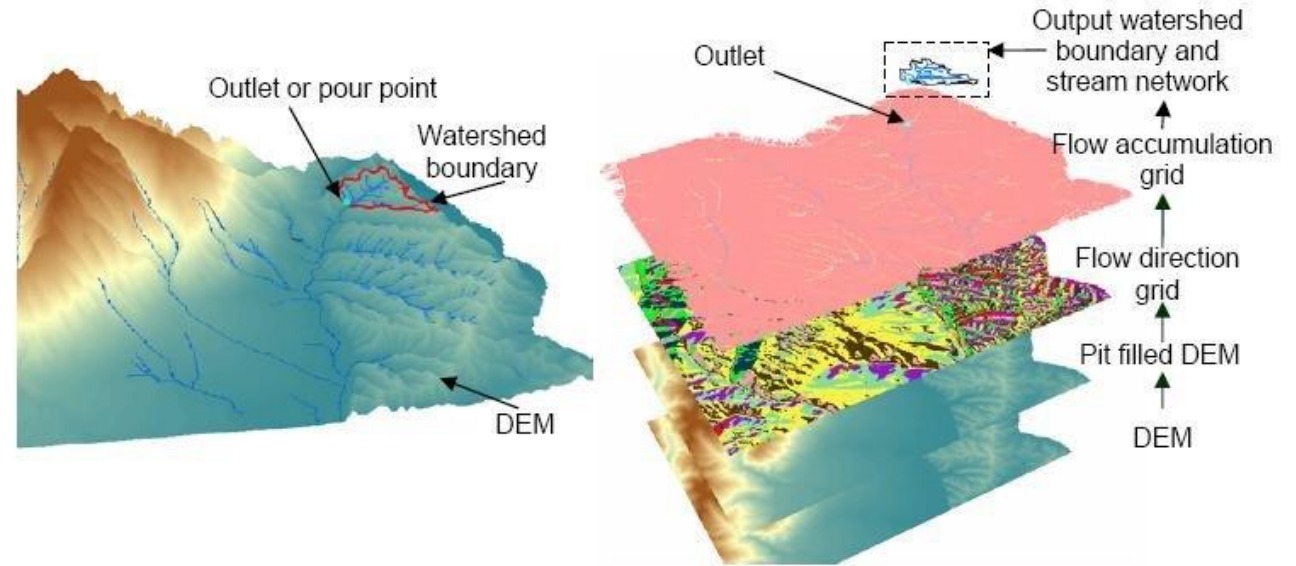 Outlet or pour point
Watershed
boundary
DEM
Outlet
Output watershed
boundary and
stream network
Flow accumulation
grid
Flow direction
grid
Pit filled DEM
DEM